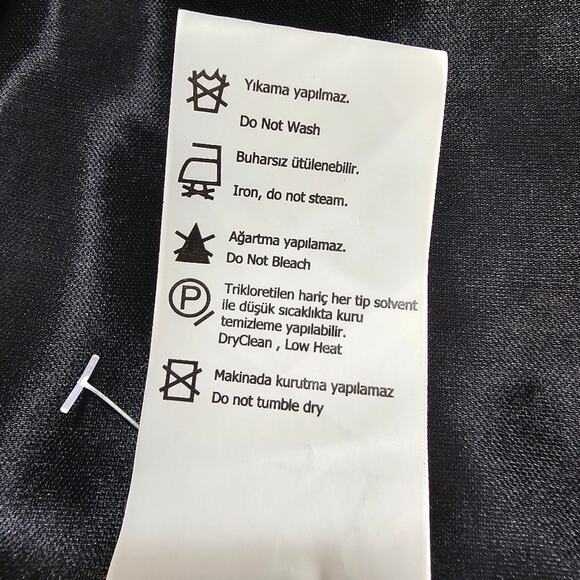 Yıkama yapılmaz.
Do Not Wash
Buharsız ütülenebilir.
Iron, do not steam.
Ağartma yapılamaz.
Do Not Bleach
P
Trikloretilen hariç her tip solvent
ile düşük sıcaklıkta kuru
temizleme yapılabilir.
DryClean , Low Heat
Makinada kurutma yapılamaz
Do not tumble dry